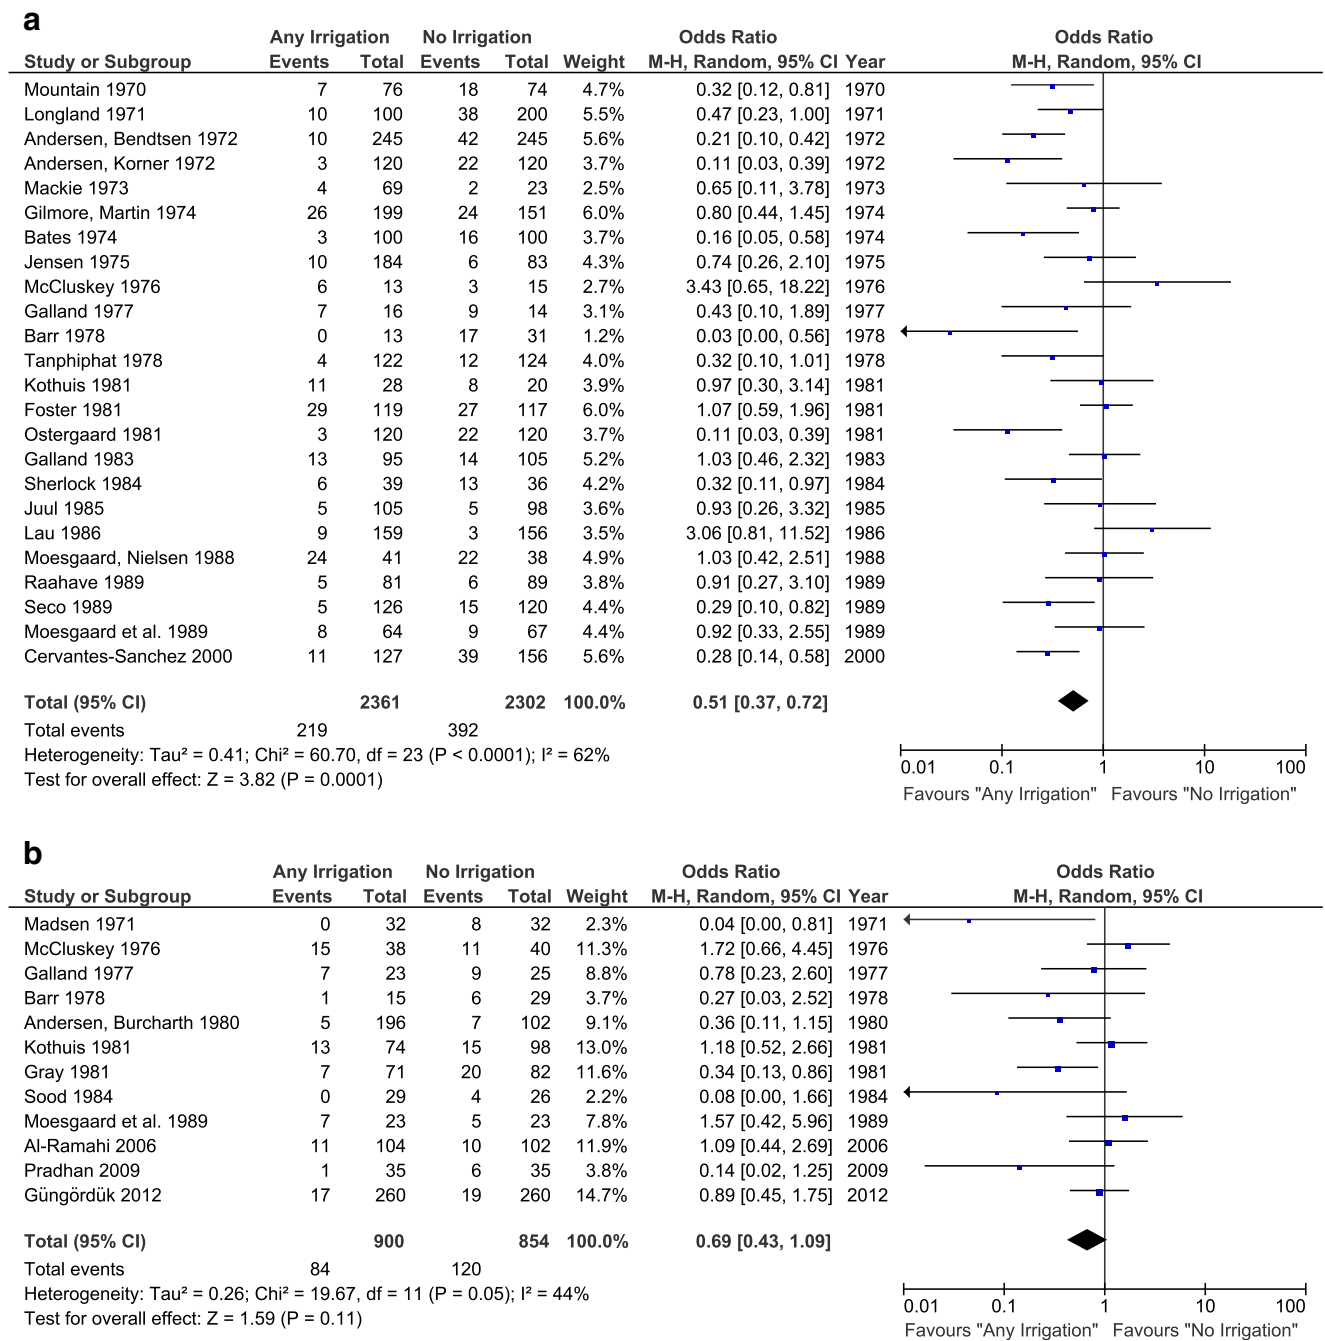 a
Any Irrigation No Irrigation Odds Ratio Odds Ratio
Study or Subgroup Events Total Events Total Weight M-H, Random, 95% CI Year M-H, Random, 95% CI
Mountain 1970 7 76 18 74 4.7% 0.32 [0.12, 0.81] 1970
Longland 1971 10 100 38 200 5.5% 0.47 [0.23, 1.00] 1971
Andersen, Bendtsen 1972 10 245 42 245 5.6% 0.21 [0.10, 0.42] 1972
Andersen, Korner 1972 3 120 22 120 3.7% 0.11 [0.03, 0.39] 1972
Mackie 1973 4 69 2 23 2.5% 0.65 [0.11, 3.78] 1973
Gilmore, Martin 1974 26 199 24 151 6.0% 0.80 [0.44, 1.45] 1974
Bates 1974 3 100 16 100 3.7% 0.16 [0.05, 0.58] 1974
Jensen 1975 10 184 6 83 4.3% 0.74 [0.26, 2.10] 1975
McCluskey 1976 6 13 3 15 2.7% 3.43 [0.65, 18.22] 1976
Galland 1977 7 16 9 14 3.1% 0.43 [0.10, 1.89] 1977
Barr 1978 0 13 17 31 1.2% 0.03 [0.00, 0.56] 1978
Tanphiphat 1978 4 122 12 124 4.0% 0.32 [0.10, 1.01] 1978
Kothuis 1981 11 28 8 20 3.9% 0.97 [0.30, 3.14] 1981
Foster 1981 29 119 27 117 6.0% 1.07 [0.59, 1.96] 1981
Ostergaard 1981 3 120 22 120 3.7% 0.11 [0.03, 0.39] 1981
Galland 1983 13 95 14 105 5.2% 1.03 [0.46, 2.32] 1983
Sherlock 1984 6 39 13 36 4.2% 0.32 [0.11, 0.97] 1984
Juul 1985 5 105 5 98 3.6% 0.93 [0.26, 3.32] 1985
Lau 1986 9 159 3 156 3.5% 3.06 [0.81, 11.52] 1986
Moesgaard, Nielsen 1988 24 41 22 38 4.9% 1.03 [0.42, 2.51] 1988
Raahave 1989 5 81 6 89 3.8% 0.91 [0.27, 3.10] 1989
Seco 1989 5 126 15 120 4.4% 0.29 [0.10, 0.82] 1989
Moesgaard et al. 1989 8 64 9 67 4.4% 0.92 [0.33, 2.55] 1989
Cervantes-Sanchez 2000 11 127 39 156 5.6% 0.28 [0.14, 0.58] 2000
Total (95% CI) 2361 2302 100.0% 0.51 [0.37, 0.72]
Total events 219 392
Heterogeneity: Tau² = 0.41; Chi² = 60.70, df = 23 (P < 0.0001); I² = 62%
Test for overall effect: Z = 3.82 (P = 0.0001)
0.01 0.1 1 10 100
Favours "Any Irrigation" Favours "No Irrigation"
b
Any Irrigation No Irrigation Odds Ratio Odds Ratio
Study or Subgroup Events Total Events Total Weight M-H, Random, 95% CI Year M-H, Random, 95% CI
Madsen 1971 0 32 8 32 2.3% 0.04 [0.00, 0.81] 1971
McCluskey 1976 15 38 11 40 11.3% 1.72 [0.66, 4.45] 1976
Galland 1977 7 23 9 25 8.8% 0.78 [0.23, 2.60] 1977
Barr 1978 1 15 6 29 3.7% 0.27 [0.03, 2.52] 1978
Andersen, Burcharth 1980 5 196 7 102 9.1% 0.36 [0.11, 1.15] 1980
Kothuis 1981 13 74 15 98 13.0% 1.18 [0.52, 2.66] 1981
Gray 1981 7 71 20 82 11.6% 0.34 [0.13, 0.86] 1981
Sood 1984 0 29 4 26 2.2% 0.08 [0.00, 1.66] 1984
Moesgaard et al. 1989 7 23 5 23 7.8% 1.57 [0.42, 5.96] 1989
Al-Ramahi 2006 11 104 10 102 11.9% 1.09 [0.44, 2.69] 2006
Pradhan 2009 1 35 6 35 3.8% 0.14 [0.02, 1.25] 2009
Güngördük 2012 17 260 19 260 14.7% 0.89 [0.45, 1.75] 2012
Total (95% CI) 900 854 100.0% 0.69 [0.43, 1.09]
Total events 84 120
Heterogeneity: Tau² = 0.26; Chi² = 19.67, df = 11 (P = 0.05); I² = 44%
Test for overall effect: Z = 1.59 (P = 0.11)
0.01 0.1 1 10 100
Favours "Any Irrigation" Favours "No Irrigation"